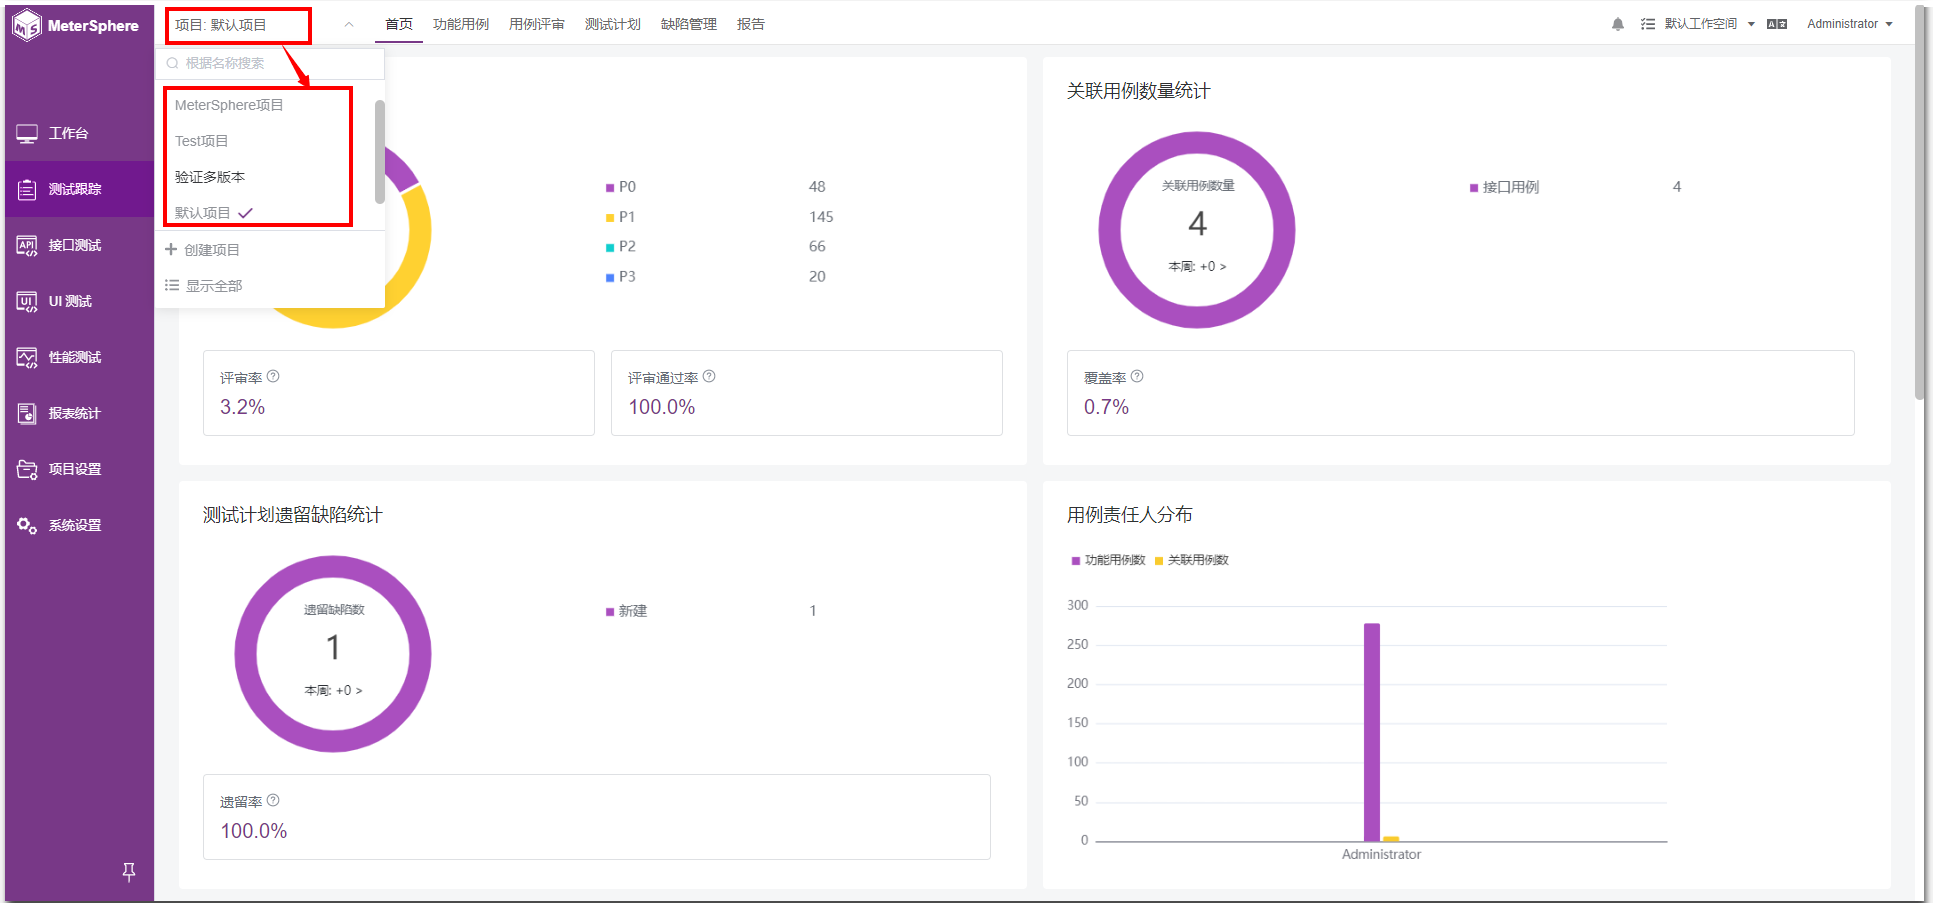 MeterSphere
项目: 默认项目
首页
功能用例
用例评审
测试计划
缺陷管理
报告
默认工作空间
Administrator
根据名称搜索
MeterSphere项目
Test项目
验证多版本
默认项目
创建项目
显示全部
工作台
测试跟踪
接口测试
UI 测试
性能测试
报表统计
项目设置
系统设置
P0 48
P1 145
P2 66
P3 20
评审率
3.2%
评审通过率
100.0%
关联用例数量统计
关联用例数量
4
本周: +0 >
接口用例 4
覆盖率
0.7%
测试计划遗留缺陷统计
遗留缺陷数
1
本周: +0 >
新建 1
遗留率
100.0%
用例责任人分布
功能用例数 关联用例数
300
250
200
150
100
50
0
Administrator